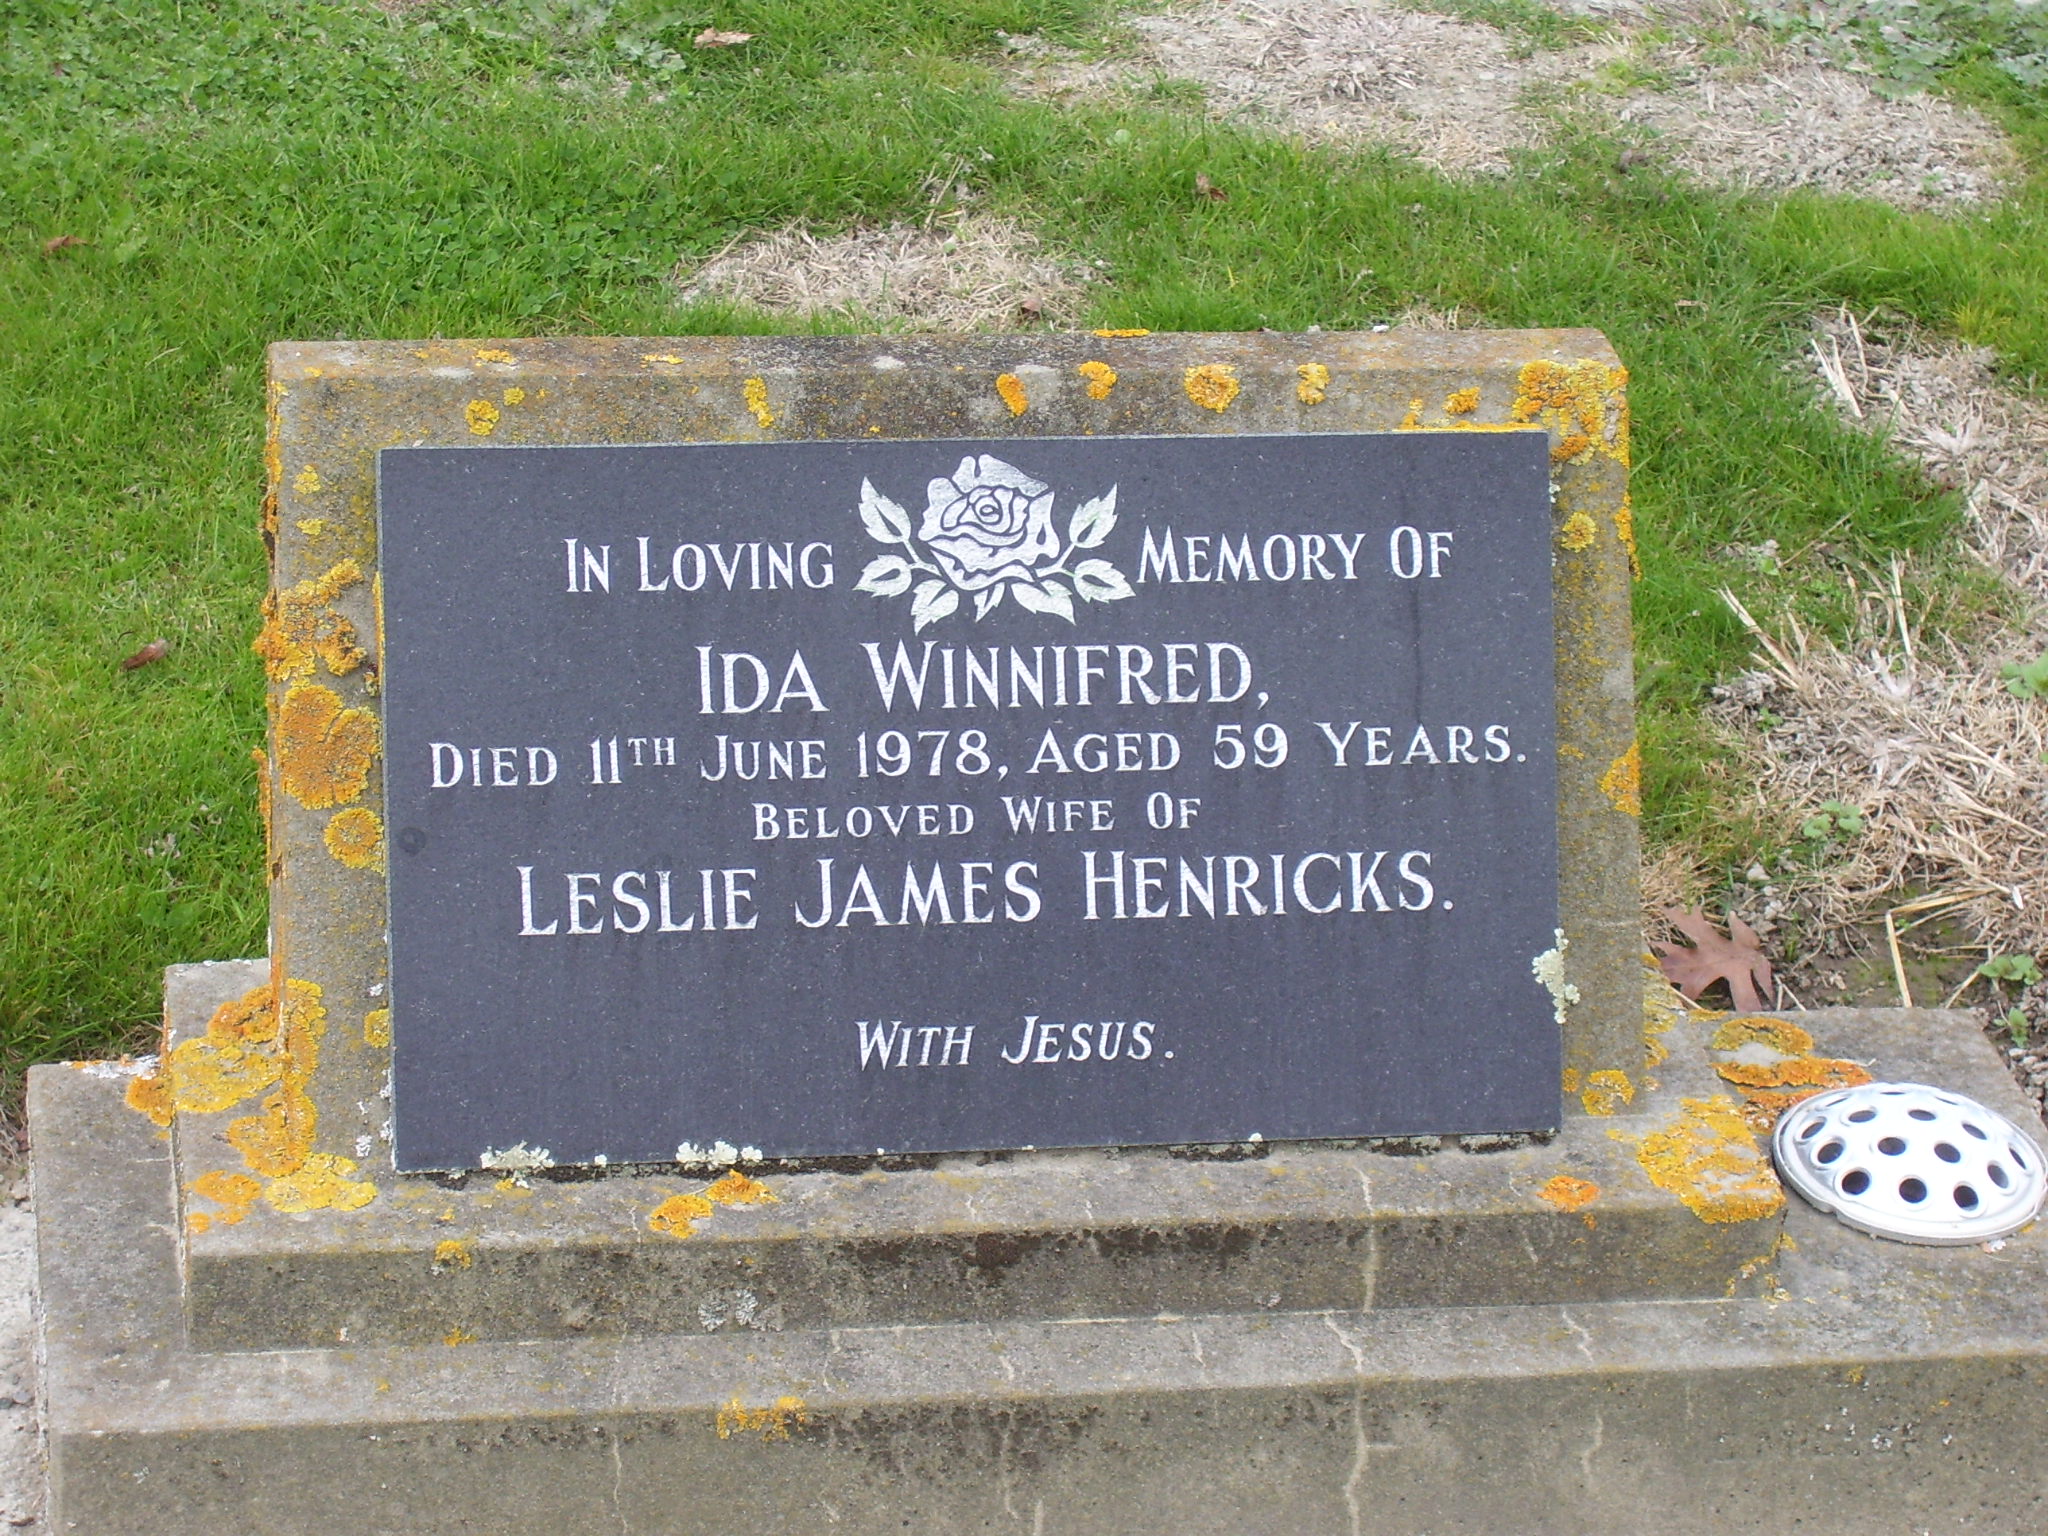 IN LOVING MEMORY OF
IDA WINNIFRED,
DIED 11TH JUNE 1978, AGED 59 YEARS.
BELOVED WIFE OF
LESLIE JAMES HENRICKS.
WITH JESUS.